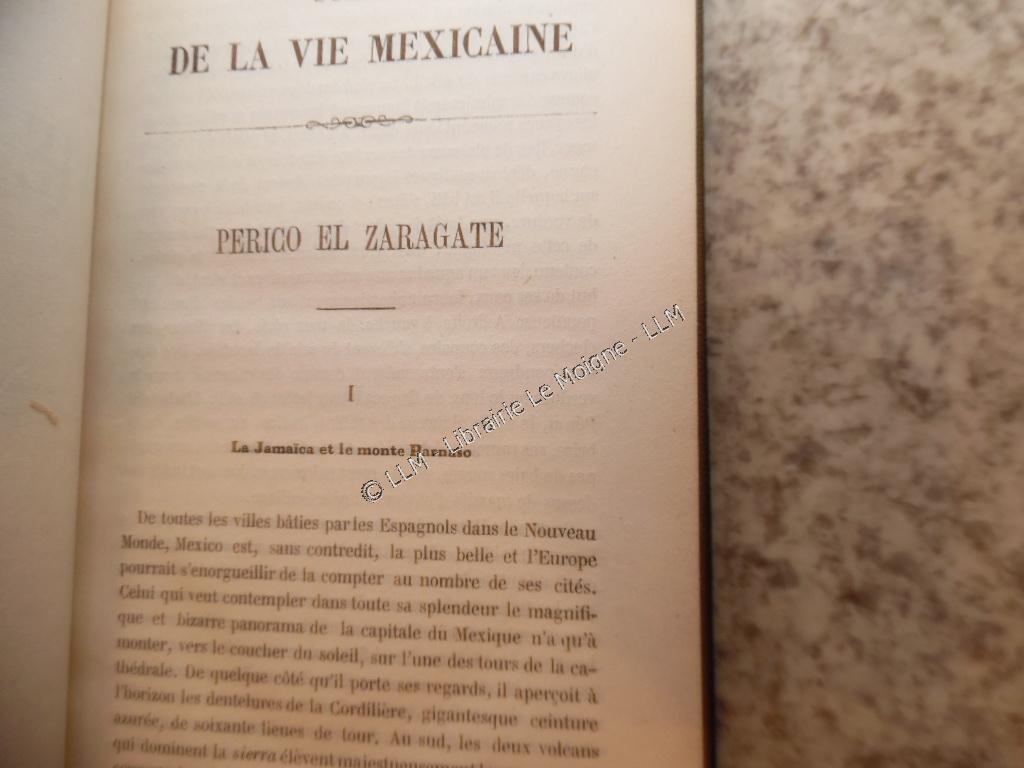 DE LA VIE MEXICAINE
PERICO EL ZARAGATE
I
La Jamaïca et le monte Parnaso
© LLM - Librairie Le Moigne - LLM
De toutes les villes bâties par les Espagnols dans le Nouveau
Monde, Mexico est, sans contredit, la plus belle et l'Europe
pourrait s'enorgueillir de la compter au nombre de ses cités.
Celui qui veut contempler dans toute sa splendeur le magnifi-
que et bizarre panorama de la capitale du Mexique n'a qu'à
monter, vers le coucher du soleil, sur l'une des tours de la ca-
thédrale. De quelque côté qu'il porte ses regards, il aperçoit à
l'horizon les dentelures de la Cordilière, gigantesque ceinture
azurée, de soixante lieues de tour. Au sud, les deux volcans
qui dominent la sierra élèvent majestueusement